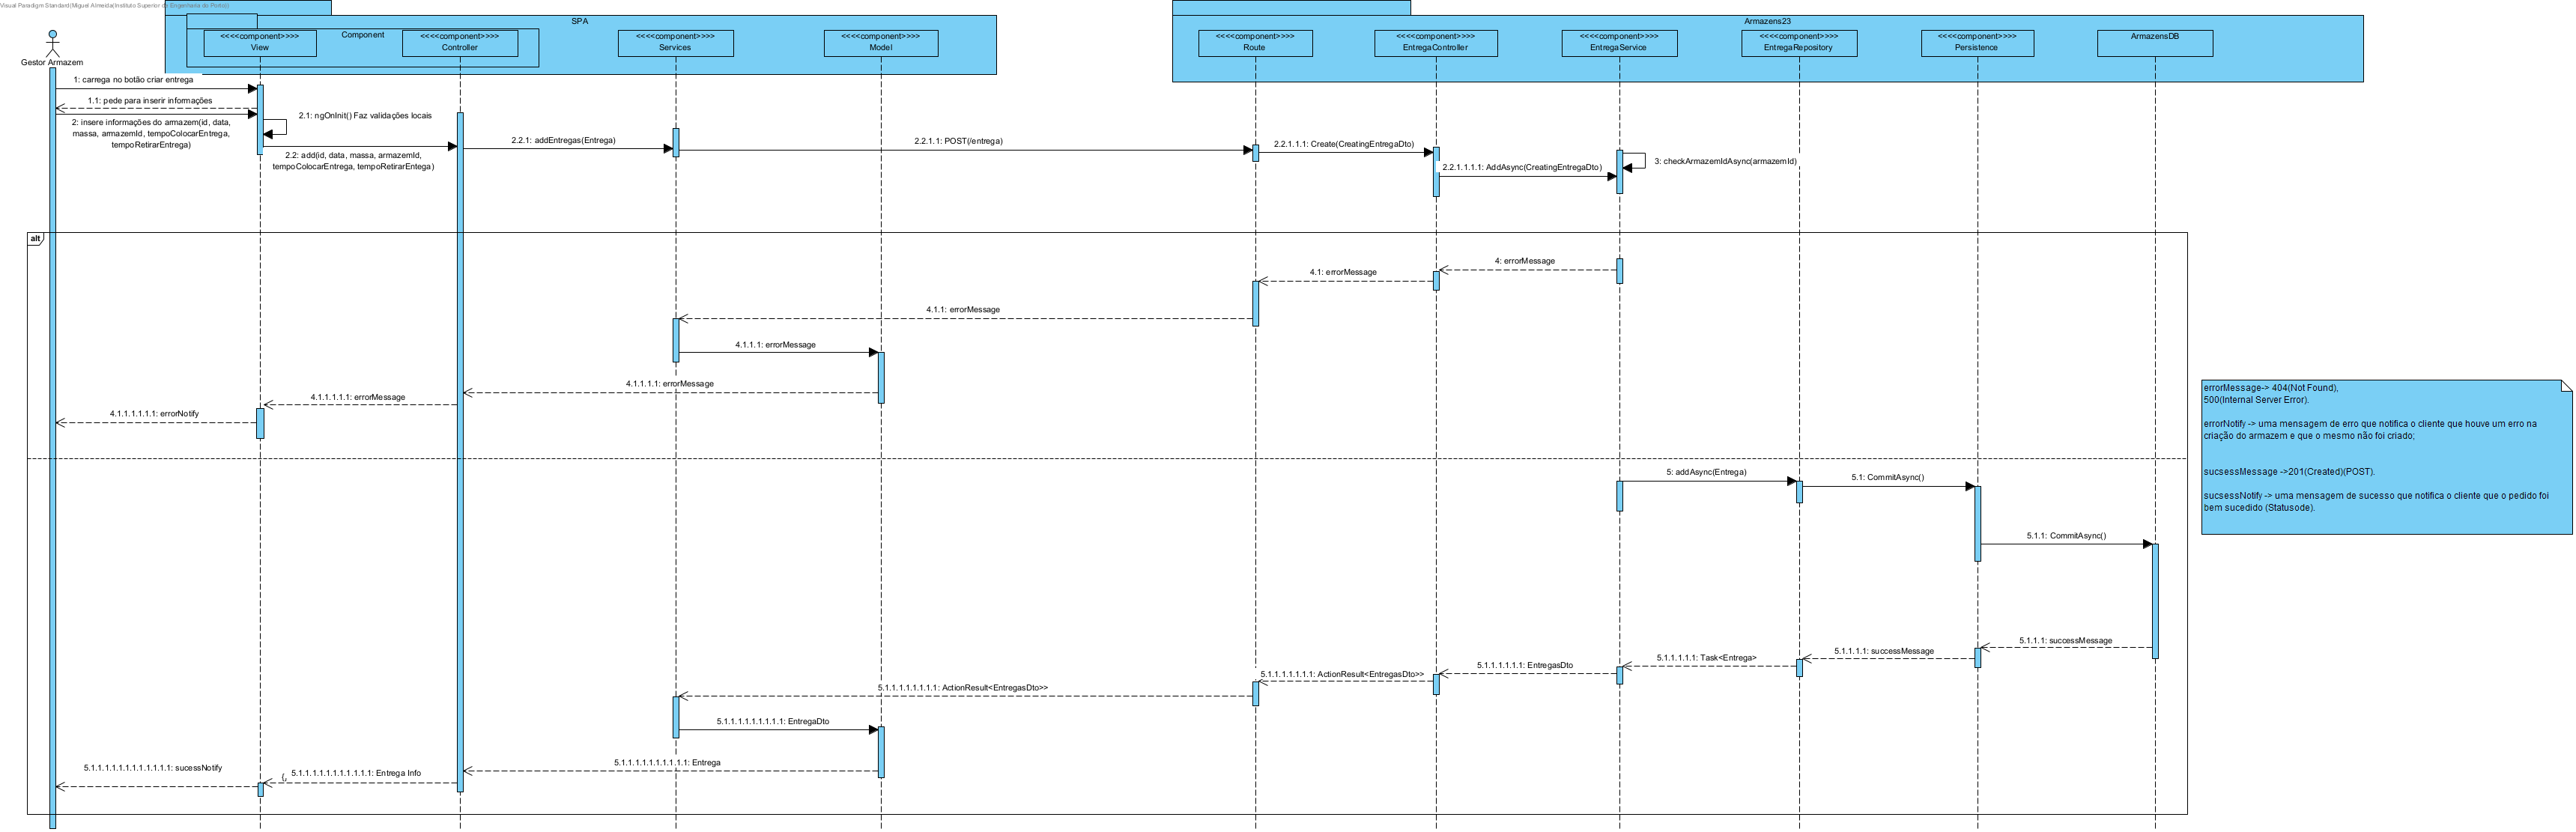 Visual Paradigm Standard(Miguel Almeida(Instituto Superior de Engenharia do Porto))
SPA
Armazens23
Component
Gestor Armazem
<<<<component>>>>
View
<<<<component>>>>
Controller
<<<<component>>>>
Services
<<<<component>>>>
Model
<<<<component>>>>
Route
<<<<component>>>>
EntregaController
<<<<component>>>>
EntregaService
<<<<component>>>>
EntregaRepository
<<<<component>>>>
Persistence
ArmazensDB
1: carrega no botão criar entrega
1.1: pede para inserir informações
2: insere informações do armazem(id, data,
massa, armazemId, tempoColocarEntrega,
tempoRetirarEntrega)
2.1: ngOnInit() Faz validações locais
2.2: add(id, data, massa, armazemId,
tempoColocarEntrega, tempoRetirarEntega)
2.2.1: addEntregas(Entrega)
2.2.1.1: POST(/entrega)
2.2.1.1.1: Create(CreatingEntregaDto)
2.2.1.1.1.1: AddAsync(CreatingEntregaDto)
3: checkArmazemIdAsync(armazemId)
alt
4: errorMessage
4.1: errorMessage
4.1.1: errorMessage
4.1.1.1: errorMessage
4.1.1.1.1: errorMessage
4.1.1.1.1.1: errorMessage
4.1.1.1.1.1.1: errorNotify
errorMessage-> 404(Not Found),
500(Internal Server Error).
errorNotify -> uma mensagem de erro que notifica o cliente que houve um erro na
criação do armazem e que o mesmo não foi criado;
sucsessMessage ->201(Created)(POST).
sucsessNotify -> uma mensagem de sucesso que notifica o cliente que o pedido foi
bem sucedido (Statusode).
5: addAsync(Entrega)
5.1: CommitAsync()
5.1.1: CommitAsync()
5.1.1.1: successMessage
5.1.1.1.1: successMessage
5.1.1.1.1.1: Task<Entrega>
5.1.1.1.1.1.1: EntregasDto
5.1.1.1.1.1.1.1: ActionResult<EntregasDto>>
5.1.1.1.1.1.1.1.1: ActionResult<EntregasDto>>
5.1.1.1.1.1.1.1.1.1: EntregaDto
5.1.1.1.1.1.1.1.1.1.1: Entrega
5.1.1.1.1.1.1.1.1.1.1.1: Entrega Info
5.1.1.1.1.1.1.1.1.1.1.1.1: sucessNotify